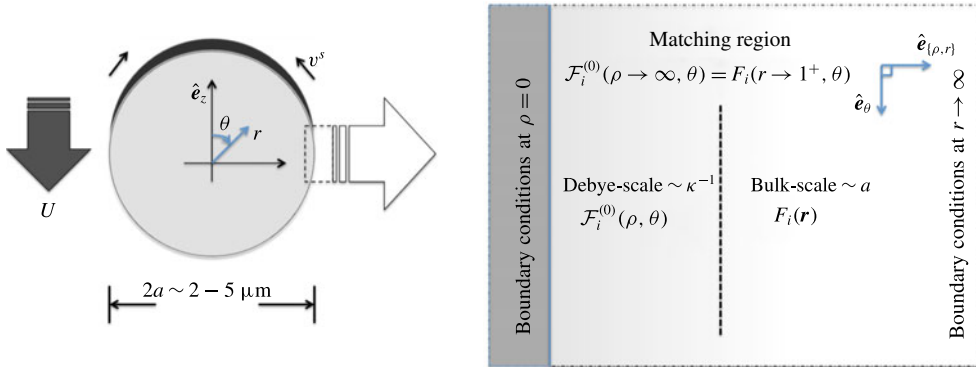 v^s
ê_z
θ
r
U
2a ∼ 2 – 5 μm
Boundary conditions at ρ = 0
Matching region
ℱ_i^(0)(ρ → ∞, θ) = F_i(r → 1⁺, θ)
ê_{ρ,r}
ê_θ
Debye-scale ∼ κ⁻¹
ℱ_i^(0)(ρ, θ)
Bulk-scale ∼ a
F_i(r)
Boundary conditions at r → ∞